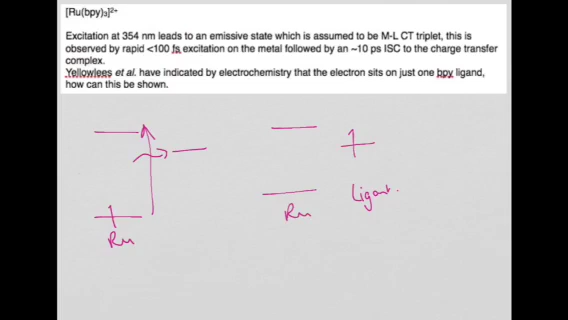 [Ru(bpy)₃]²⁺
Excitation at 354 nm leads to an emissive state which is assumed to be M-L CT triplet, this is
observed by rapid <100 fs excitation on the metal followed by an ~10 ps ISC to the charge transfer
complex.
Yellowlees et al. have indicated by electrochemistry that the electron sits on just one bpy ligand,
how can this be shown.
Ru
Ru
Ligand.